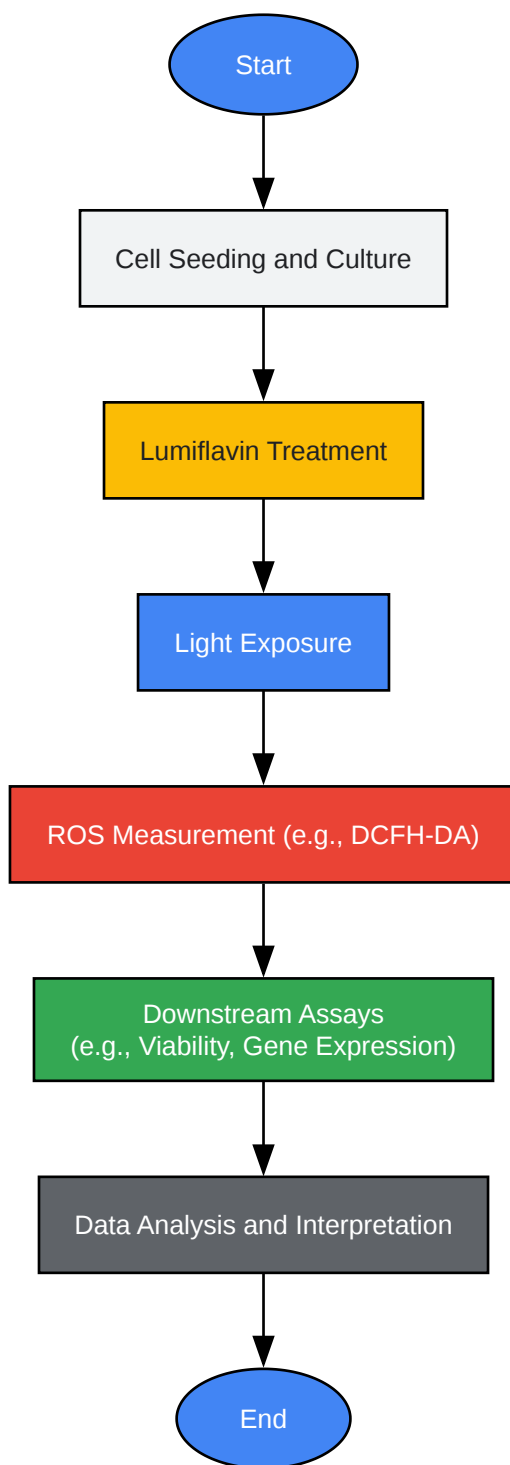 Start
Cell Seeding and Culture
Lumiflavin Treatment
Light Exposure
ROS Measurement (e.g., DCFH-DA)
Downstream Assays
(e.g., Viability, Gene Expression)
Data Analysis and Interpretation
End